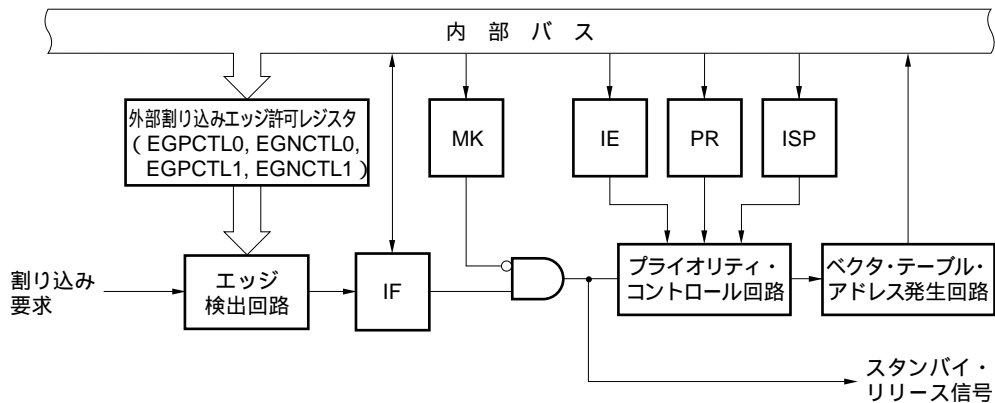 内 部 バ ス
外部割り込みエッジ許可レジスタ
( EGPCTL0, EGNCTL0,
EGPCTL1, EGNCTL1 )
MK
IE
PR
ISP
割り込み
要求
エッジ
検出回路
IF
プライオリティ・
コントロール回路
ベクタ・テーブル・
アドレス発生回路
スタンバイ・
リリース信号